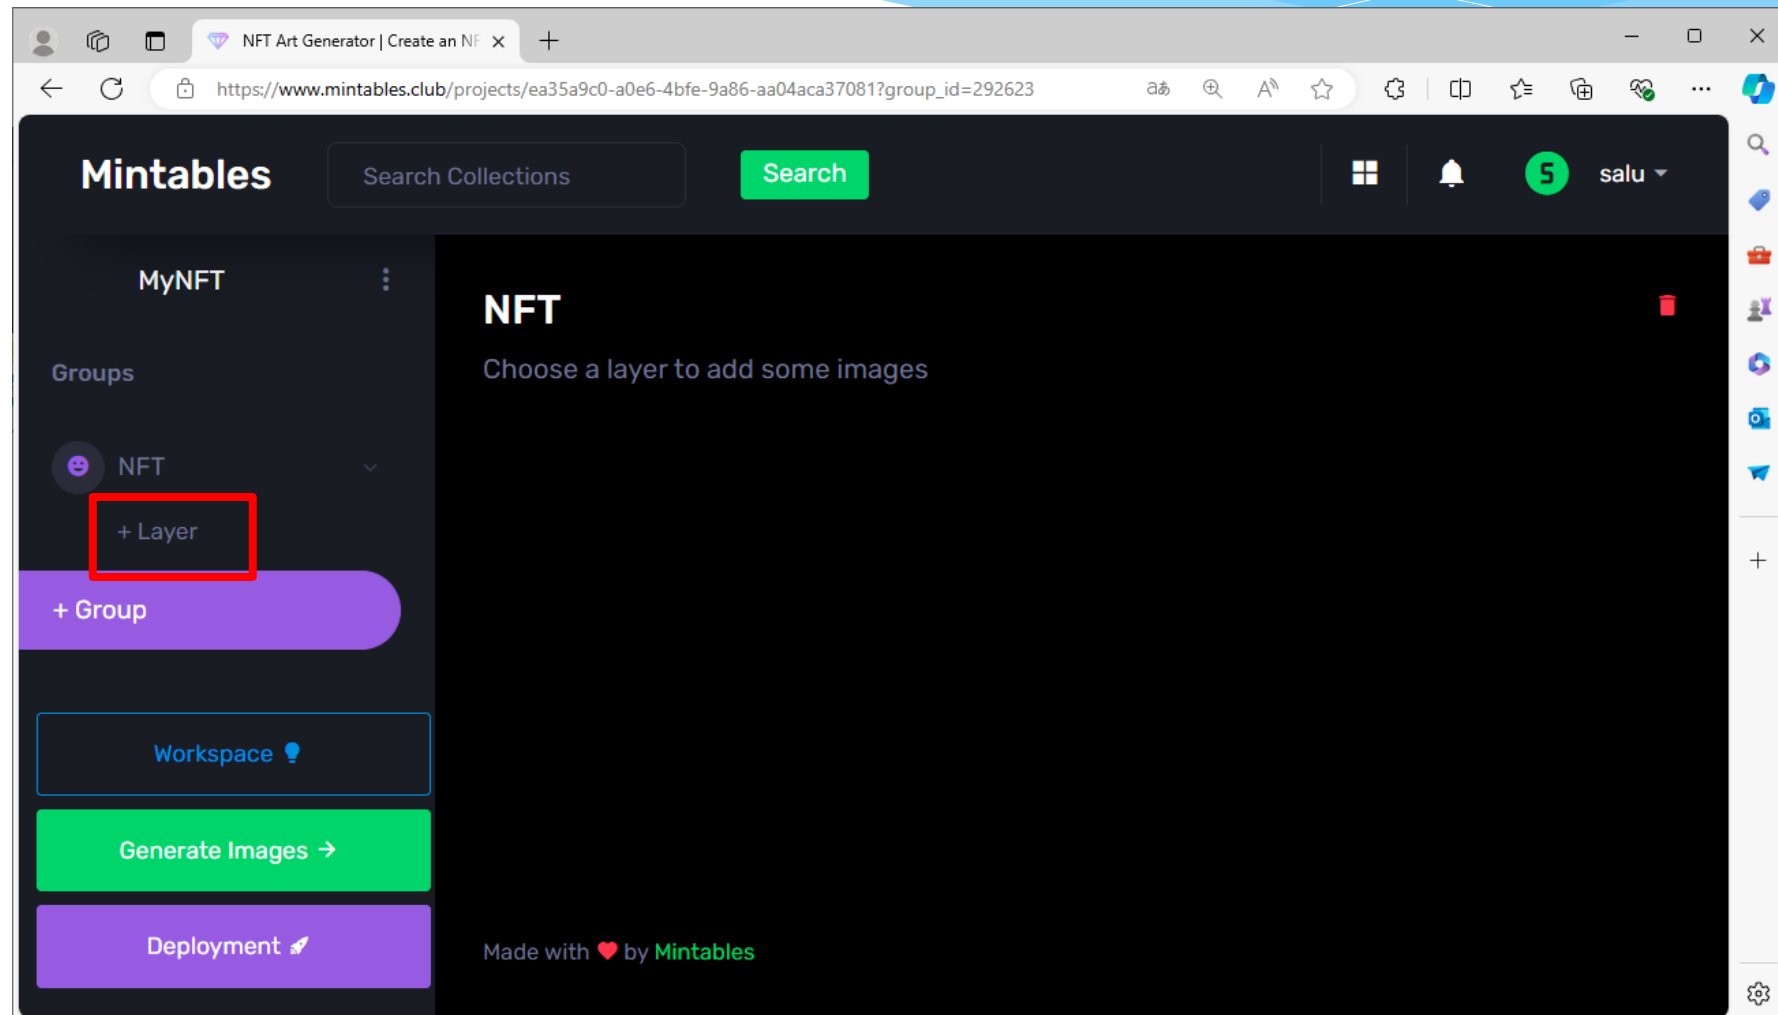 NFT Art Generator | Create an NF
https://www.mintables.club/projects/ea35a9c0-a0e6-4bfe-9a86-aa04aca37081?group_id=292623
aあ
Mintables
Search Collections
Search
S
salu
MyNFT
NFT
Choose a layer to add some images
Groups
NFT
+ Layer
+ Group
Workspace
Generate Images →
Deployment
Made with ❤ by Mintables